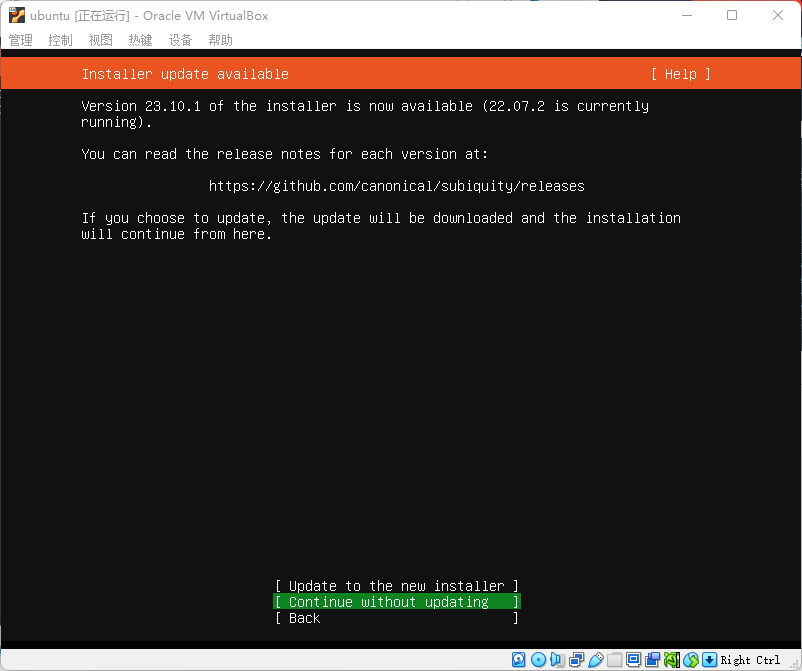 ubuntu [正在运行] - Oracle VM VirtualBox
管理 控制 视图 热键 设备 帮助
Installer update available [ Help ]
Version 23.10.1 of the installer is now available (22.07.2 is currently
running).
You can read the release notes for each version at:
https://github.com/canonical/subiquity/releases
If you choose to update, the update will be downloaded and the installation
will continue from here.
[ Update to the new installer ]
[ Continue without updating ]
[ Back ]
Right Ctrl